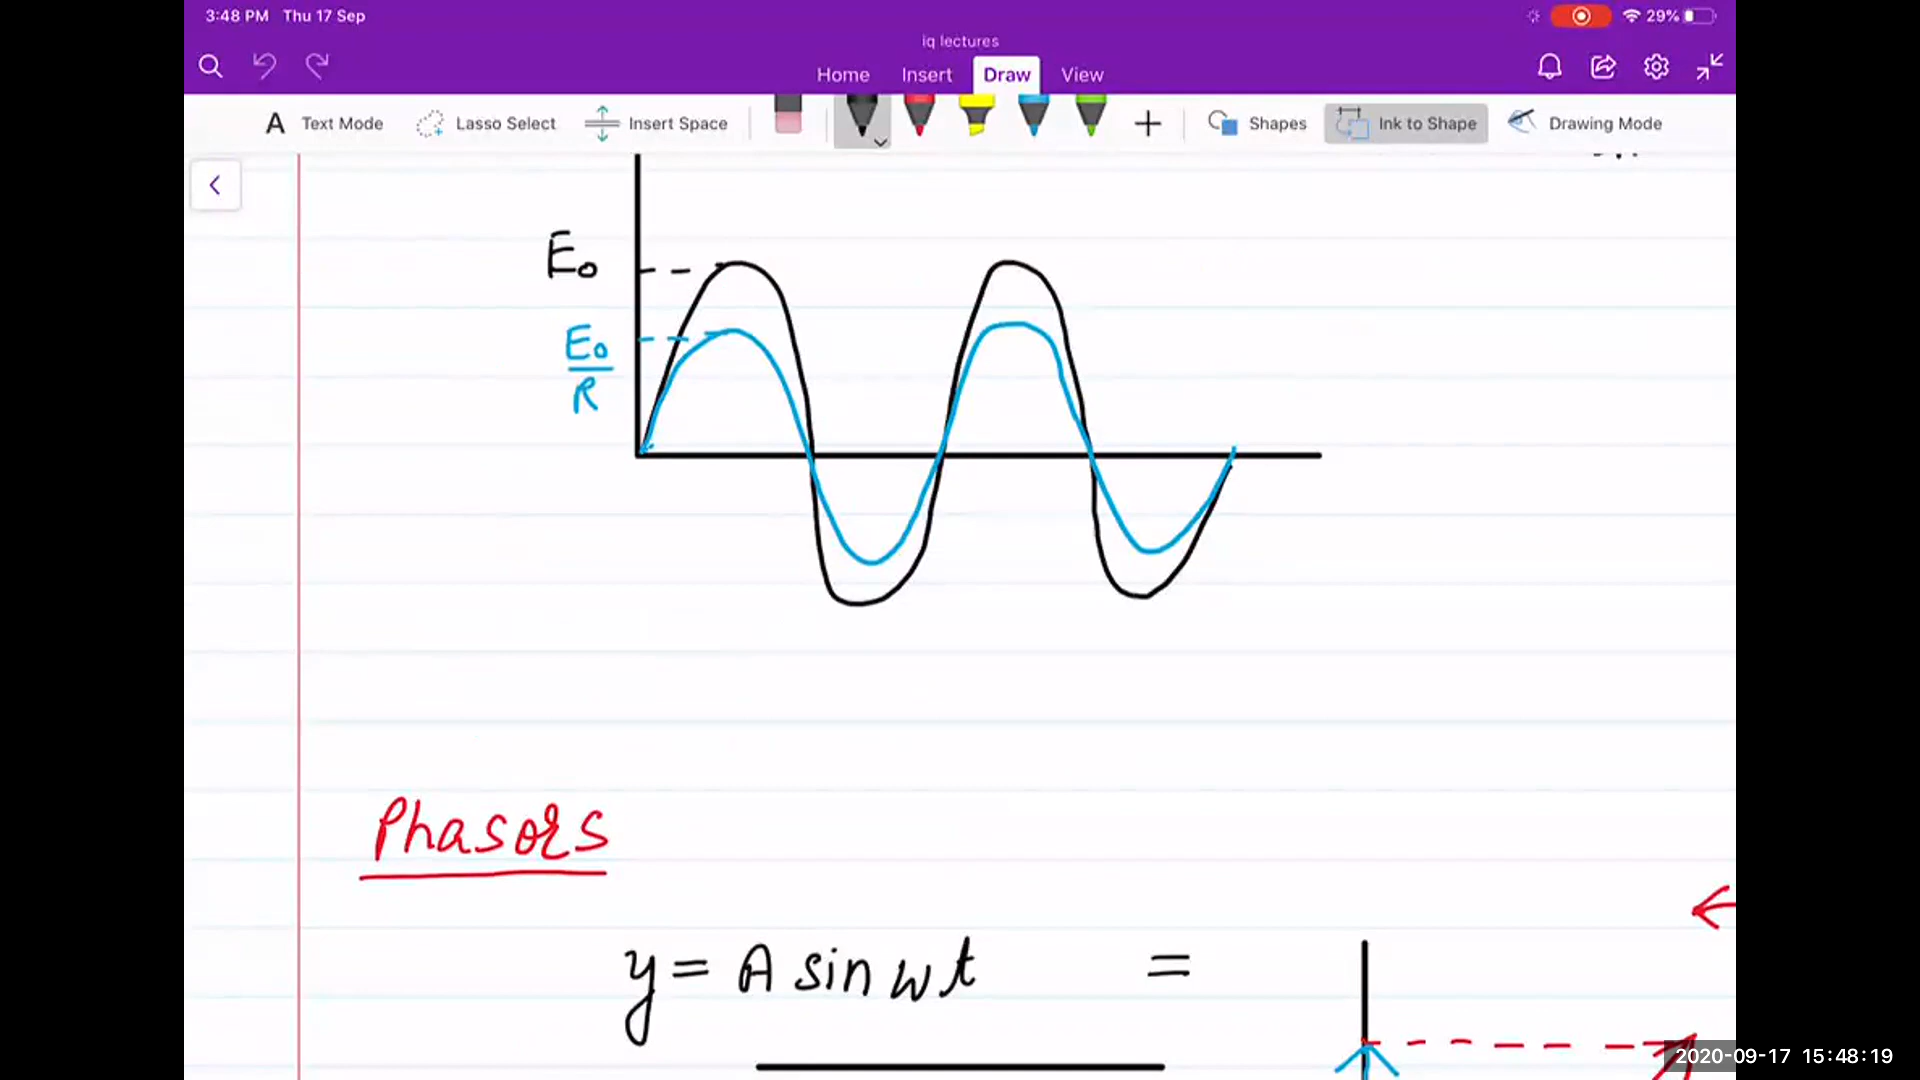 3:48 PM Thu 17 Sep
29%
iq lectures
Home Insert Draw View
A Text Mode Lasso Select Insert Space Shapes Ink to Shape Drawing Mode
E₀
E₀
R
Phasors
y = A sin ωt =
2020-09-17 15:48:19